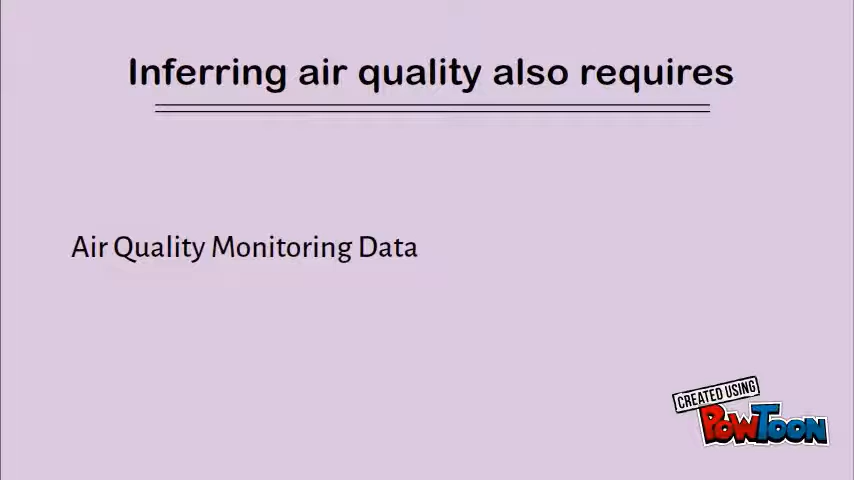 Inferring air quality also requires
Air Quality Monitoring Data
CREATED USING
POWTOON